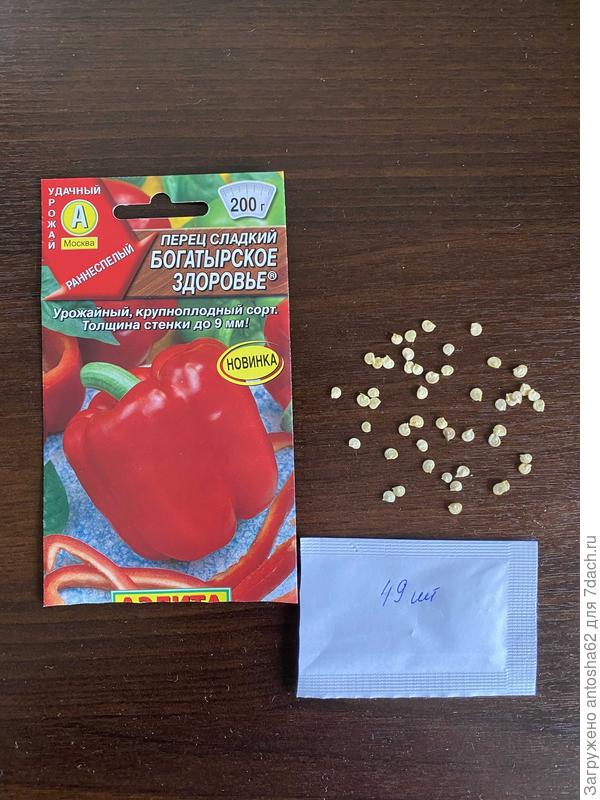 УДАЧНЫЙ
УРОЖАЙ
А
Москва
РАННЕСПЕЛЫЙ
200 г
ПЕРЕЦ СЛАДКИЙ
БОГАТЫРСКОЕ
ЗДОРОВЬЕ®
Урожайный, крупноплодный сорт.
Толщина стенки до 9 мм!
НОВИНКА
АЭЛИТА
49 шт
Загружено antosha62 для 7dach.ru